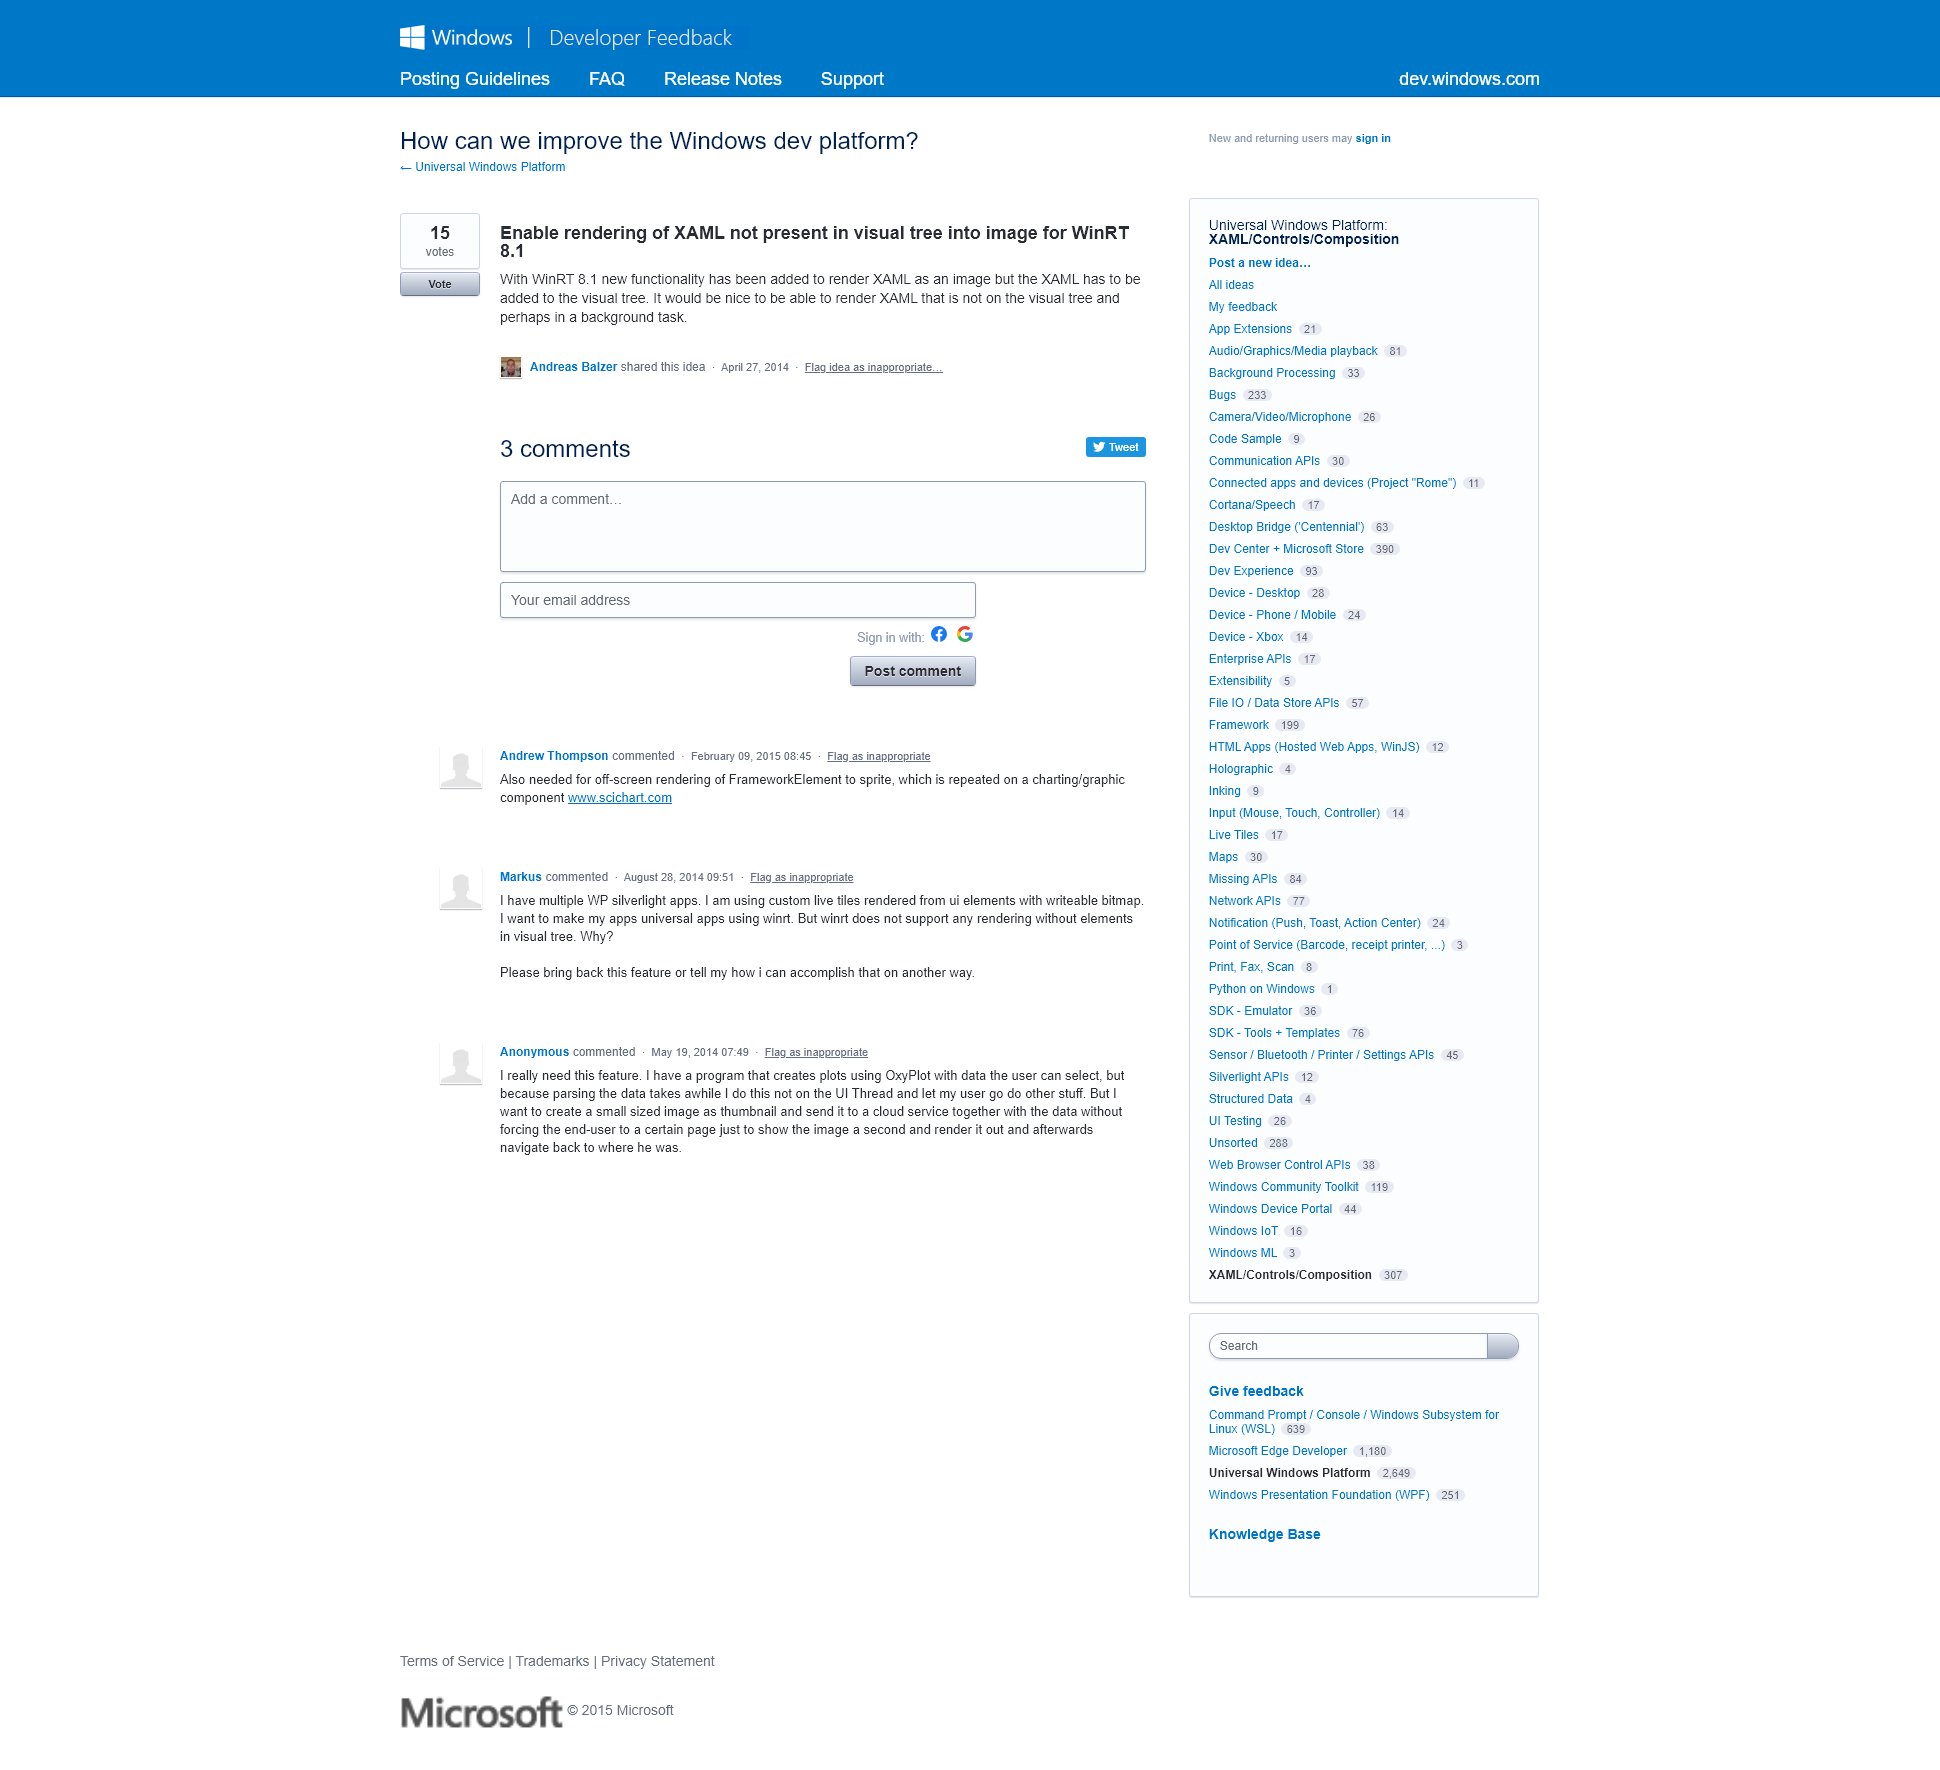 Windows | Developer Feedback
Posting Guidelines FAQ Release Notes Support dev.windows.com
How can we improve the Windows dev platform?
← Universal Windows Platform
New and returning users may sign in
15
votes
Vote
Enable rendering of XAML not present in visual tree into image for WinRT
8.1
With WinRT 8.1 new functionality has been added to render XAML as an image but the XAML has to be
added to the visual tree. It would be nice to be able to render XAML that is not on the visual tree and
perhaps in a background task.
Andreas Balzer shared this idea · April 27, 2014 · Flag idea as inappropriate…
3 comments
Tweet
Add a comment…
Your email address
Sign in with:
Post comment
Andrew Thompson commented · February 09, 2015 08:45 · Flag as inappropriate
Also needed for off-screen rendering of FrameworkElement to sprite, which is repeated on a charting/graphic
component www.scichart.com
Markus commented · August 28, 2014 09:51 · Flag as inappropriate
I have multiple WP silverlight apps. I am using custom live tiles rendered from ui elements with writeable bitmap.
I want to make my apps universal apps using winrt. But winrt does not support any rendering without elements
in visual tree. Why?
Please bring back this feature or tell my how i can accomplish that on another way.
Anonymous commented · May 19, 2014 07:49 · Flag as inappropriate
I really need this feature. I have a program that creates plots using OxyPlot with data the user can select, but
because parsing the data takes awhile I do this not on the UI Thread and let my user go do other stuff. But I
want to create a small sized image as thumbnail and send it to a cloud service together with the data without
forcing the end-user to a certain page just to show the image a second and render it out and afterwards
navigate back to where he was.
Universal Windows Platform:
XAML/Controls/Composition
Post a new idea…
All ideas
My feedback
App Extensions 21
Audio/Graphics/Media playback 81
Background Processing 33
Bugs 233
Camera/Video/Microphone 26
Code Sample 9
Communication APIs 30
Connected apps and devices (Project "Rome") 11
Cortana/Speech 17
Desktop Bridge ('Centennial') 63
Dev Center + Microsoft Store 390
Dev Experience 93
Device - Desktop 28
Device - Phone / Mobile 24
Device - Xbox 14
Enterprise APIs 17
Extensibility 5
File IO / Data Store APIs 57
Framework 199
HTML Apps (Hosted Web Apps, WinJS) 12
Holographic 4
Inking 9
Input (Mouse, Touch, Controller) 14
Live Tiles 17
Maps 30
Missing APIs 84
Network APIs 77
Notification (Push, Toast, Action Center) 24
Point of Service (Barcode, receipt printer, …) 3
Print, Fax, Scan 8
Python on Windows 1
SDK - Emulator 36
SDK - Tools + Templates 76
Sensor / Bluetooth / Printer / Settings APIs 45
Silverlight APIs 12
Structured Data 4
UI Testing 26
Unsorted 288
Web Browser Control APIs 38
Windows Community Toolkit 119
Windows Device Portal 44
Windows IoT 16
Windows ML 3
XAML/Controls/Composition 307
Search
Give feedback
Command Prompt / Console / Windows Subsystem for
Linux (WSL) 639
Microsoft Edge Developer 1,180
Universal Windows Platform 2,649
Windows Presentation Foundation (WPF) 251
Knowledge Base
Terms of Service | Trademarks | Privacy Statement
Microsoft © 2015 Microsoft